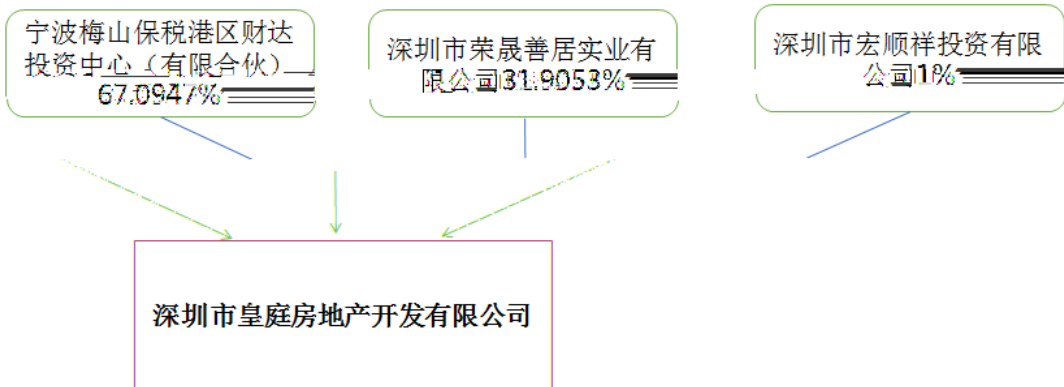 宁波梅山保税港区财达
投资中心（有限合伙）
67.0947%
深圳市荣晟善居实业有
限公司31.9053%
深圳市宏顺祥投资有限
公司1%
深圳市皇庭房地产开发有限公司